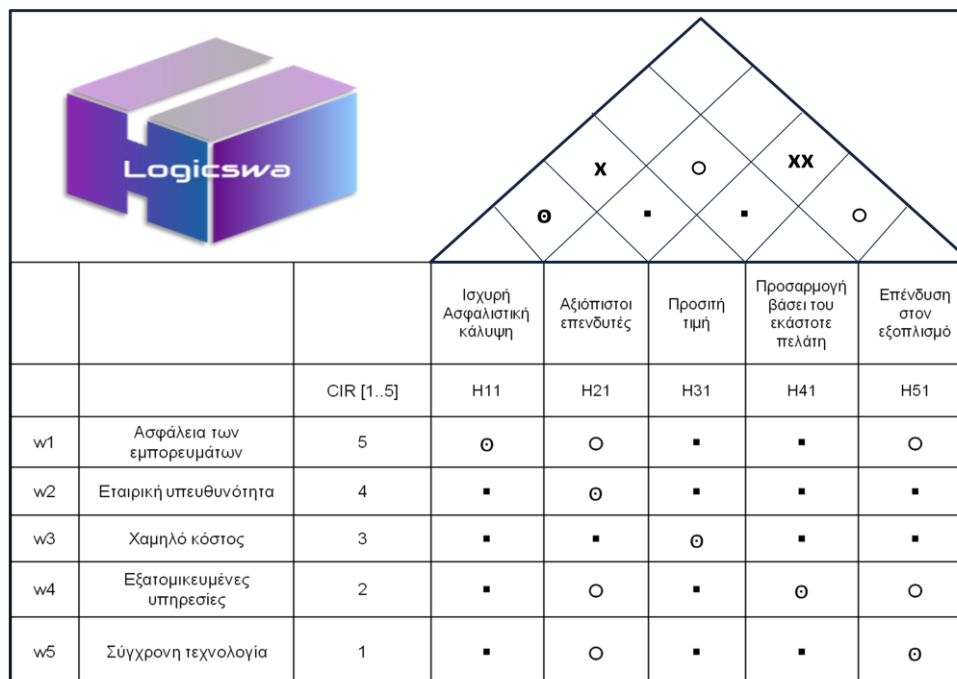 Logicswa
x
○
xx
ʘ
▪
▪
○
Ισχυρή
Ασφαλιστική
κάλυψη
Αξιόπιστοι
επενδυτές
Προσιτή
τιμή
Προσαρμογή
βάσει του
εκάστοτε
πελάτη
Επένδυση
στον
εξοπλισμό
CIR [1..5] H11 H21 H31 H41 H51
w1 Ασφάλεια των
εμπορευμάτων 5 ʘ ○ ▪ ▪ ○
w2 Εταιρική υπευθυνότητα 4 ▪ ʘ ▪ ▪ ▪
w3 Χαμηλό κόστος 3 ▪ ▪ ʘ ▪ ▪
w4 Εξατομικευμένες
υπηρεσίες 2 ▪ ○ ▪ ʘ ○
w5 Σύγχρονη τεχνολογία 1 ▪ ○ ▪ ▪ ʘ